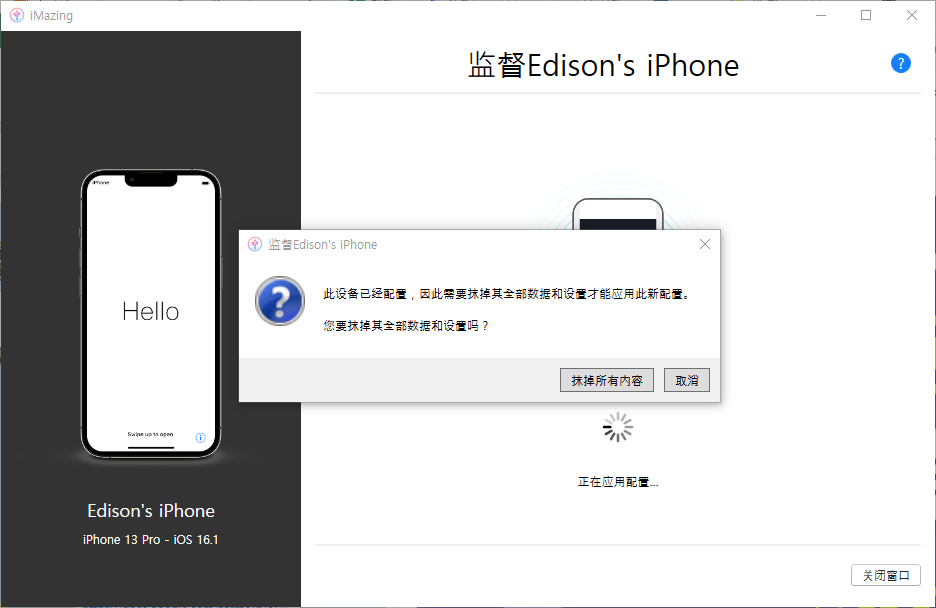 iMazing
监督Edison's iPhone
?
iPhone
Hello
Swipe up to open
Edison's iPhone
iPhone 13 Pro - iOS 16.1
监督Edison's iPhone
此设备已经配置，因此需要抹掉其全部数据和设置才能应用此新配置。
您要抹掉其全部数据和设置吗？
抹掉所有内容
取消
正在应用配置...
关闭窗口